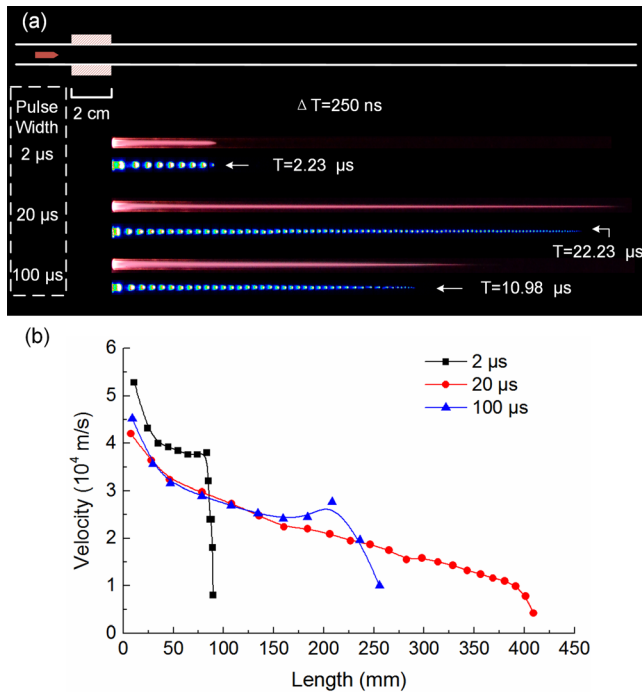 (a)
Pulse
Width
2 cm
Δ T=250 ns
2 μs
T=2.23 μs
20 μs
T=22.23 μs
100 μs
T=10.98 μs
(b)
2 μs
20 μs
100 μs
Velocity (10⁴ m/s)
6
5
4
3
2
1
0
0 50 100 150 200 250 300 350 400 450
Length (mm)